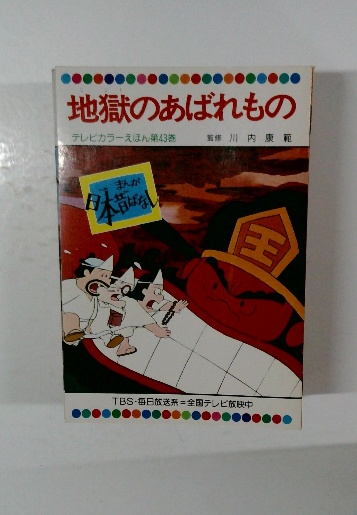 地獄のあばれもの
テレビカラーえほん第43巻 監修 川内康範
まんが
日本昔ばなし
王
TBS・毎日放送系=全国テレビ放映中